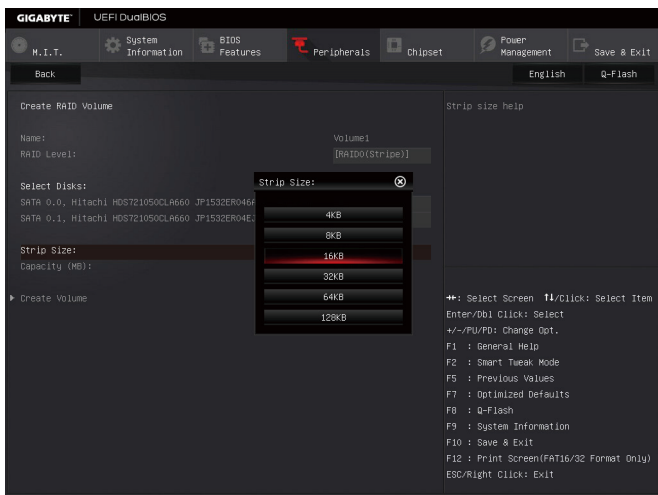 GIGABYTE™ UEFI DualBIOS
M.I.T. System Information BIOS Features Peripherals Chipset Power Management Save & Exit
Back English Q-Flash
Create RAID Volume
Strip size help
Name: Volume1
RAID Level: [RAID0(Stripe)]
Select Disks:
SATA 0.0, Hitachi HDS721050CLA660
SATA 0.1, Hitachi HDS721050CLA660
Strip Size:
Capacity (MB):
Create Volume
Strip Size:
4KB
8KB
16KB
32KB
64KB
128KB
→←: Select Screen ↑↓/Click: Select Item
Enter/Dbl Click: Select
+/-/PU/PD: Change Opt.
F1 : General Help
F2 : Smart Tweak Mode
F5 : Previous Values
F7 : Optimized Defaults
F8 : Q-Flash
F9 : System Information
F10 : Save & Exit
F12 : Print Screen(FAT16/32 Format Only)
ESC/Right Click: Exit